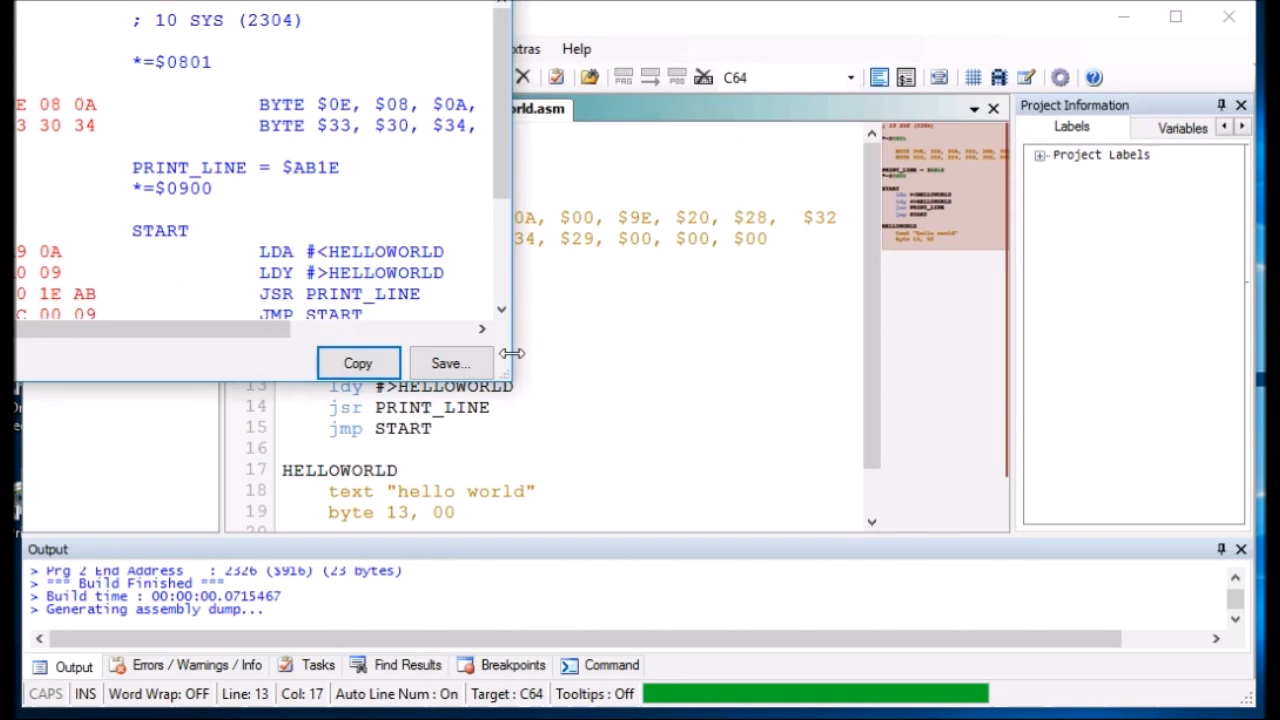 ; 10 SYS (2304)
*=$0801
E 08 0A BYTE $0E, $08, $0A,
3 30 34 BYTE $33, $30, $34,
PRINT_LINE = $AB1E
*=$0900
START
9 0A LDA #<HELLOWORLD
0 09 LDY #>HELLOWORLD
0 1E AB JSR PRINT_LINE
C 00 09 JMP START
Copy Save...
xtras Help
C64
rld.asm
0A, $00, $9E, $20, $28, $32
34, $29, $00, $00, $00
13 ldy #>HELLOWORLD
14 jsr PRINT_LINE
15 jmp START
16
17 HELLOWORLD
18 text "hello world"
19 byte 13, 00
20
Project Information
Labels Variables
Project Labels
Output
> Prg 2 End Address : 2326 ($916) (23 bytes)
> *** Build Finished ***
> Build time : 00:00:00.0715467
> Generating assembly dump...
Output Errors / Warnings / Info Tasks Find Results Breakpoints Command
CAPS INS Word Wrap: OFF Line: 13 Col: 17 Auto Line Num : On Target : C64 Tooltips : Off